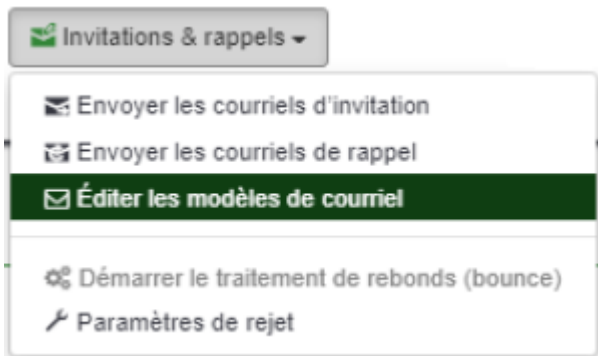 Invitations & rappels
Envoyer les courriels d'invitation
Envoyer les courriels de rappel
Éditer les modèles de courriel
Démarrer le traitement de rebonds (bounce)
Paramètres de rejet